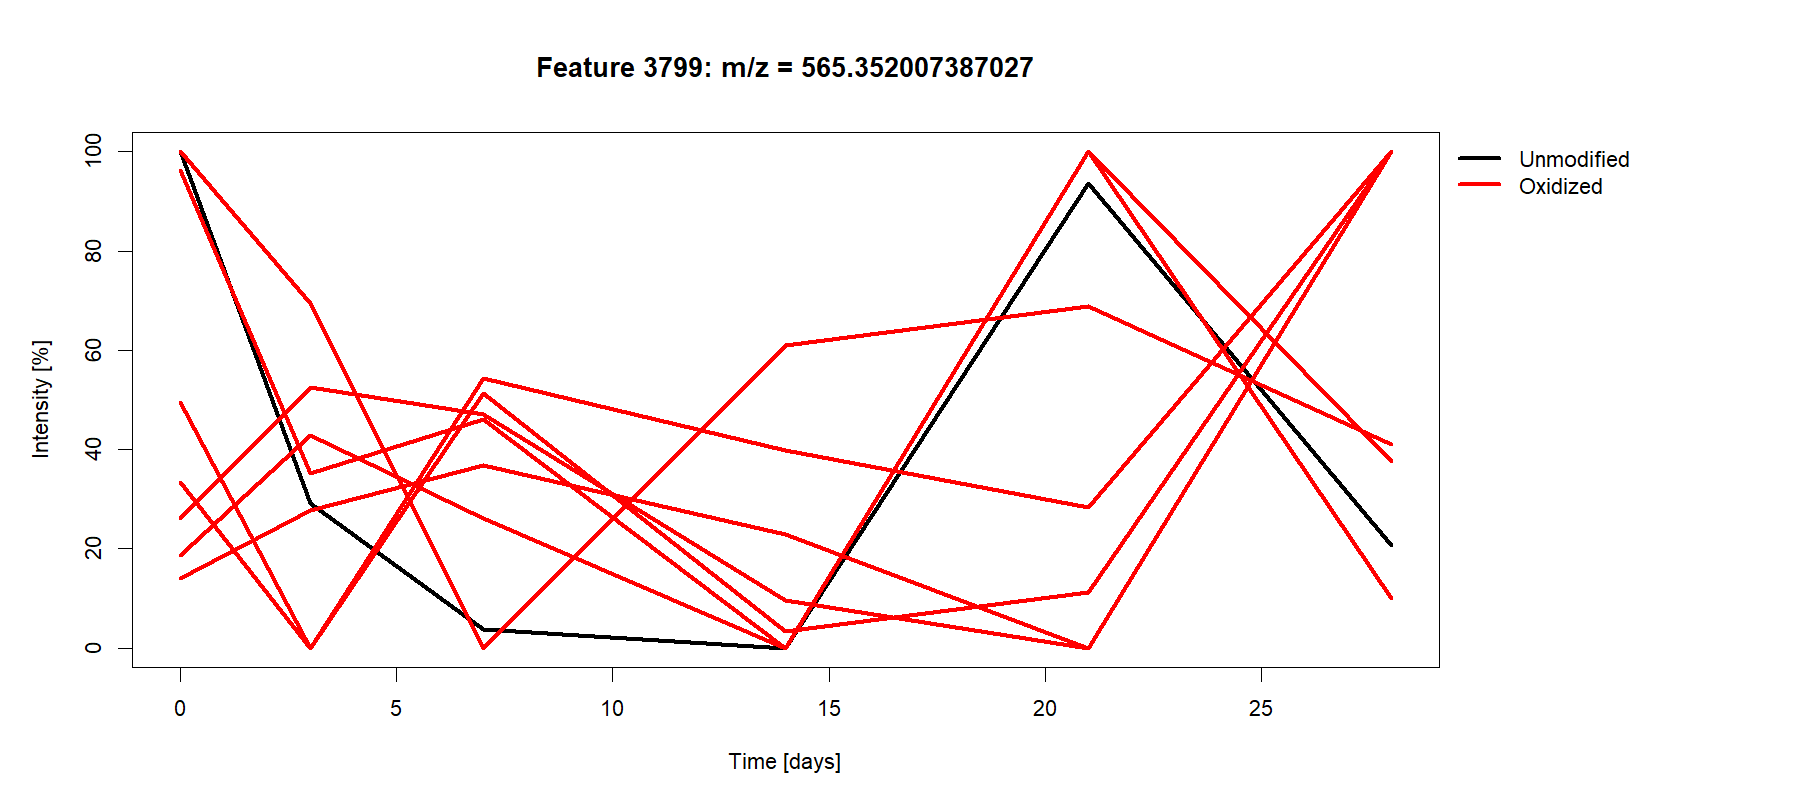 Feature 3799: m/z = 565.352007387027
Unmodified
Oxidized
Intensity [%]
100
80
60
40
20
0
0 5 10 15 20 25
Time [days]